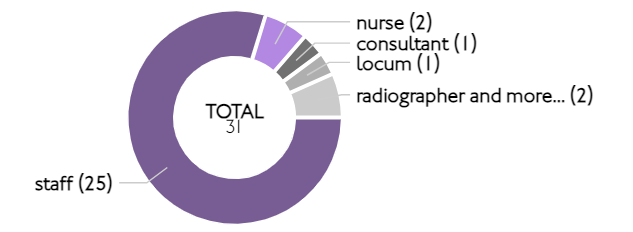 nurse (2)
consultant (1)
locum (1)
radiographer and more... (2)
TOTAL
31
staff (25)